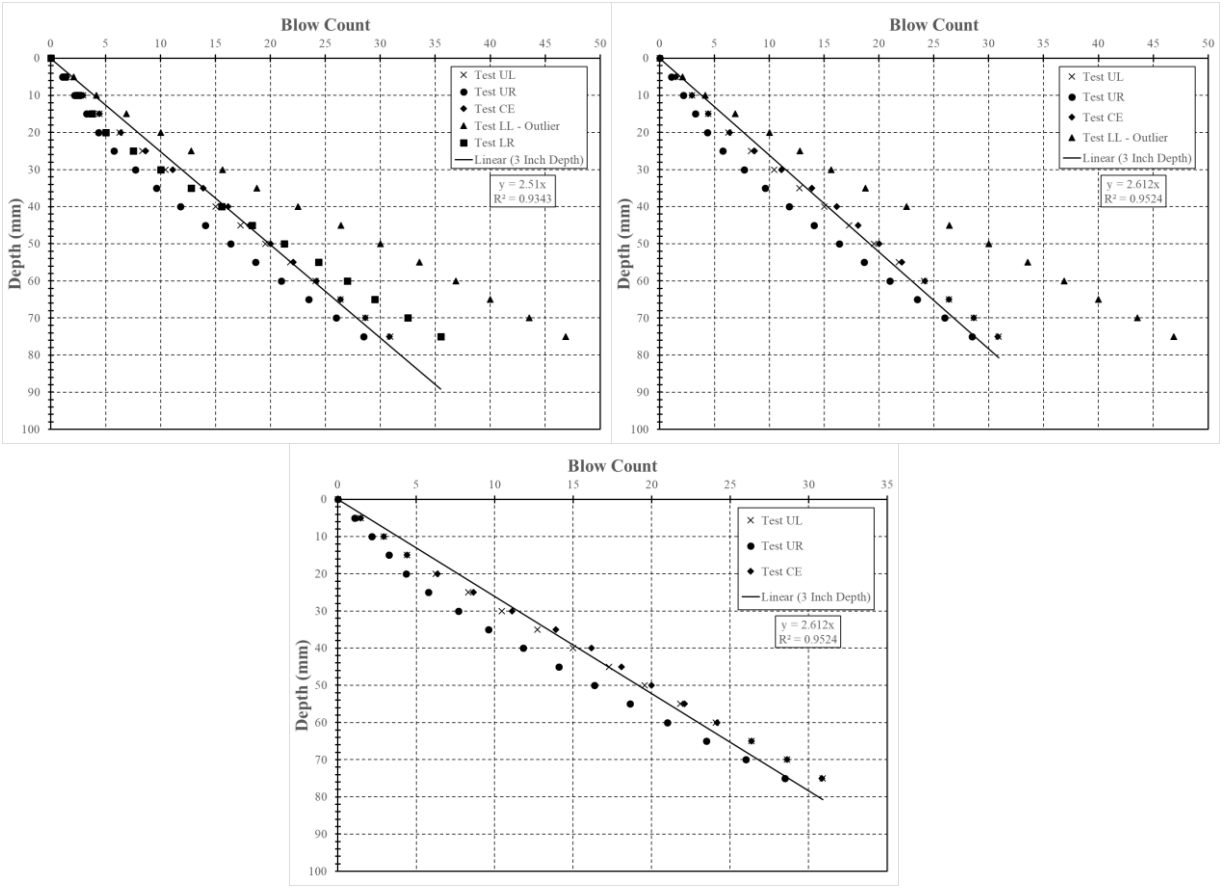 Blow Count
0 5 10 15 20 25 30 35 40 45 50
0
10
20
30
40
50
60
70
80
90
100
Depth (mm)
Test UL
Test UR
Test CE
Test LL - Outlier
Test LR
Linear (3 Inch Depth)
y = 2.51x
R² = 0.9343
Blow Count
0 5 10 15 20 25 30 35 40 45 50
0
10
20
30
40
50
60
70
80
90
100
Depth (mm)
Test UL
Test UR
Test CE
Test LL - Outlier
Linear (3 Inch Depth)
y = 2.612x
R² = 0.9524
Blow Count
0 5 10 15 20 25 30 35
0
10
20
30
40
50
60
70
80
90
100
Depth (mm)
Test UL
Test UR
Test CE
Linear (3 Inch Depth)
y = 2.612x
R² = 0.9524